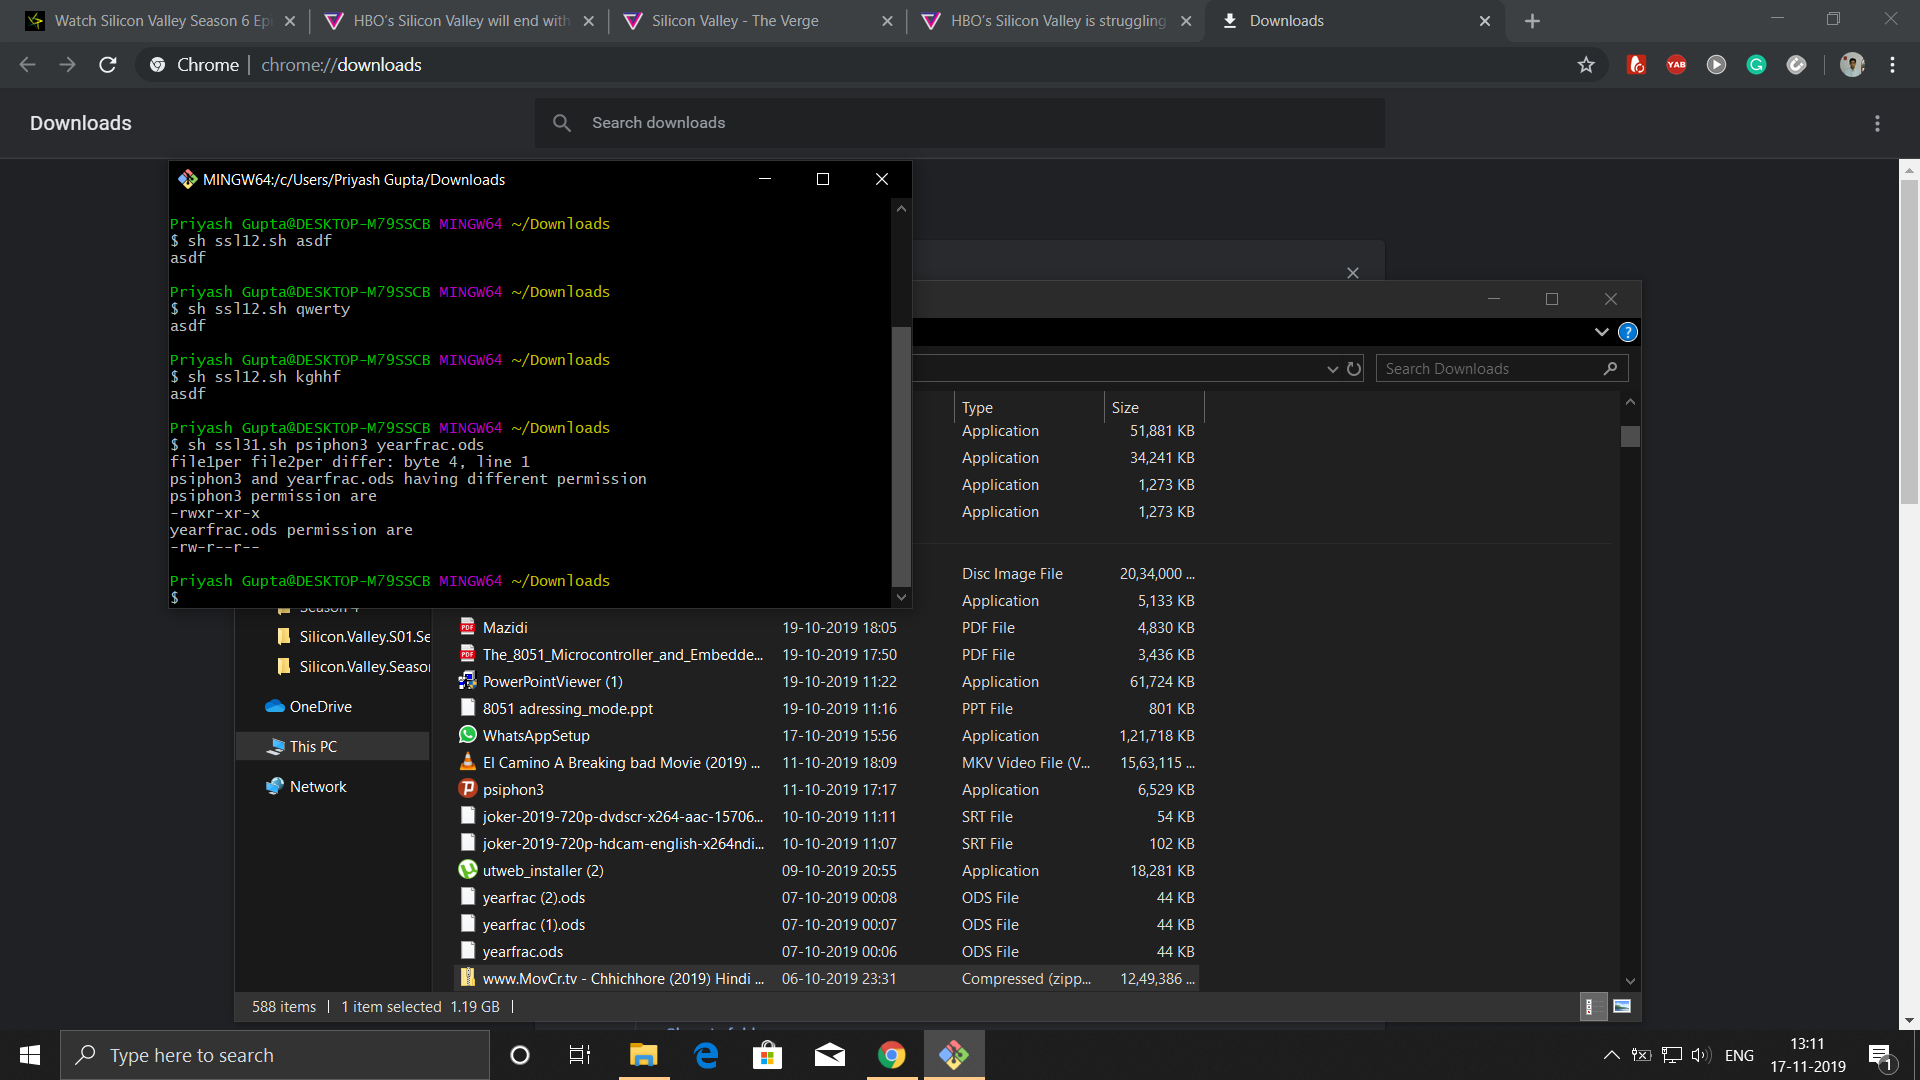 Watch Silicon Valley Season 6 Epi
HBO's Silicon Valley will end with
Silicon Valley - The Verge
HBO's Silicon Valley is struggling
Downloads
Chrome
chrome://downloads
YAB
Downloads
Search downloads
MINGW64:/c/Users/Priyash Gupta/Downloads
Priyash Gupta@DESKTOP-M79SSCB MINGW64 ~/Downloads
$ sh ssl12.sh asdf
asdf
Priyash Gupta@DESKTOP-M79SSCB MINGW64 ~/Downloads
$ sh ssl12.sh qwerty
asdf
Priyash Gupta@DESKTOP-M79SSCB MINGW64 ~/Downloads
$ sh ssl12.sh kghhf
asdf
Priyash Gupta@DESKTOP-M79SSCB MINGW64 ~/Downloads
$ sh ssl31.sh psiphon3 yearfrac.ods
file1per file2per differ: byte 4, line 1
psiphon3 and yearfrac.ods having different permission
psiphon3 permission are
-rwxr-xr-x
yearfrac.ods permission are
-rw-r--r--
Priyash Gupta@DESKTOP-M79SSCB MINGW64 ~/Downloads
$
Search Downloads
Type Size
Application 51,881 KB
Application 34,241 KB
Application 1,273 KB
Application 1,273 KB
Disc Image File 20,34,000 ...
Application 5,133 KB
Mazidi 19-10-2019 18:05 PDF File 4,830 KB
The_8051_Microcontroller_and_Embedde... 19-10-2019 17:50 PDF File 3,436 KB
PowerPointViewer (1) 19-10-2019 11:22 Application 61,724 KB
8051 adressing_mode.ppt 19-10-2019 11:16 PPT File 801 KB
WhatsAppSetup 17-10-2019 15:56 Application 1,21,718 KB
El Camino A Breaking bad Movie (2019) ... 11-10-2019 18:09 MKV Video File (V... 15,63,115 ...
psiphon3 11-10-2019 17:17 Application 6,529 KB
joker-2019-720p-dvdscr-x264-aac-15706... 10-10-2019 11:11 SRT File 54 KB
joker-2019-720p-hdcam-english-x264ndi... 10-10-2019 11:07 SRT File 102 KB
utweb_installer (2) 09-10-2019 20:55 Application 18,281 KB
yearfrac (2).ods 07-10-2019 00:08 ODS File 44 KB
yearfrac (1).ods 07-10-2019 00:07 ODS File 44 KB
yearfrac.ods 07-10-2019 00:06 ODS File 44 KB
www.MovCr.tv - Chhichhore (2019) Hindi ... 06-10-2019 23:31 Compressed (zipp... 12,49,386 ...
Season 4
Silicon.Valley.S01.Se
Silicon.Valley.Season
OneDrive
This PC
Network
588 items
1 item selected 1.19 GB
Type here to search
ENG
13:11
17-11-2019
1